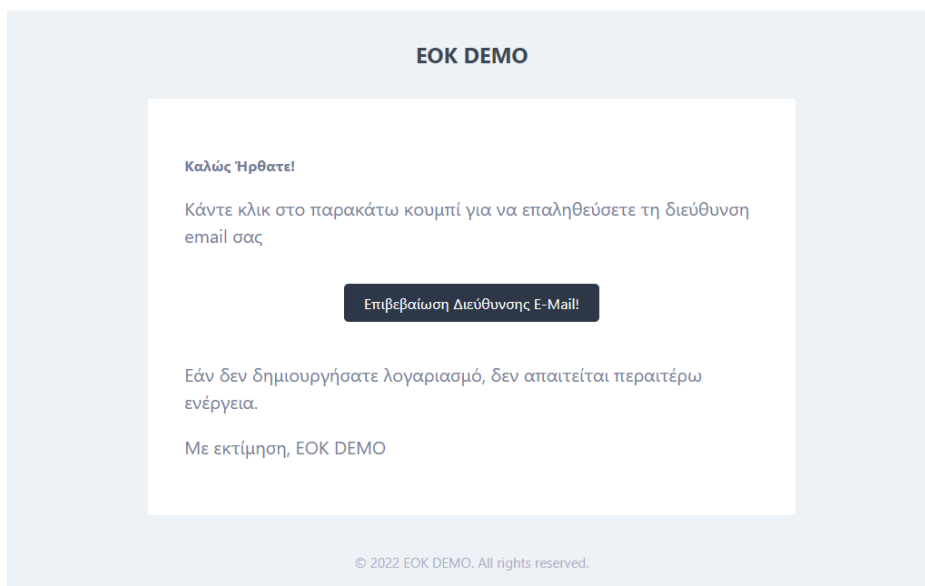 EOK DEMO
Καλώς Ήρθατε!
Κάντε κλικ στο παρακάτω κουμπί για να επαληθεύσετε τη διεύθυνση
email σας
Επιβεβαίωση Διεύθυνσης E-Mail!
Εάν δεν δημιουργήσατε λογαριασμό, δεν απαιτείται περαιτέρω
ενέργεια.
Με εκτίμηση, EOK DEMO
© 2022 EOK DEMO. All rights reserved.